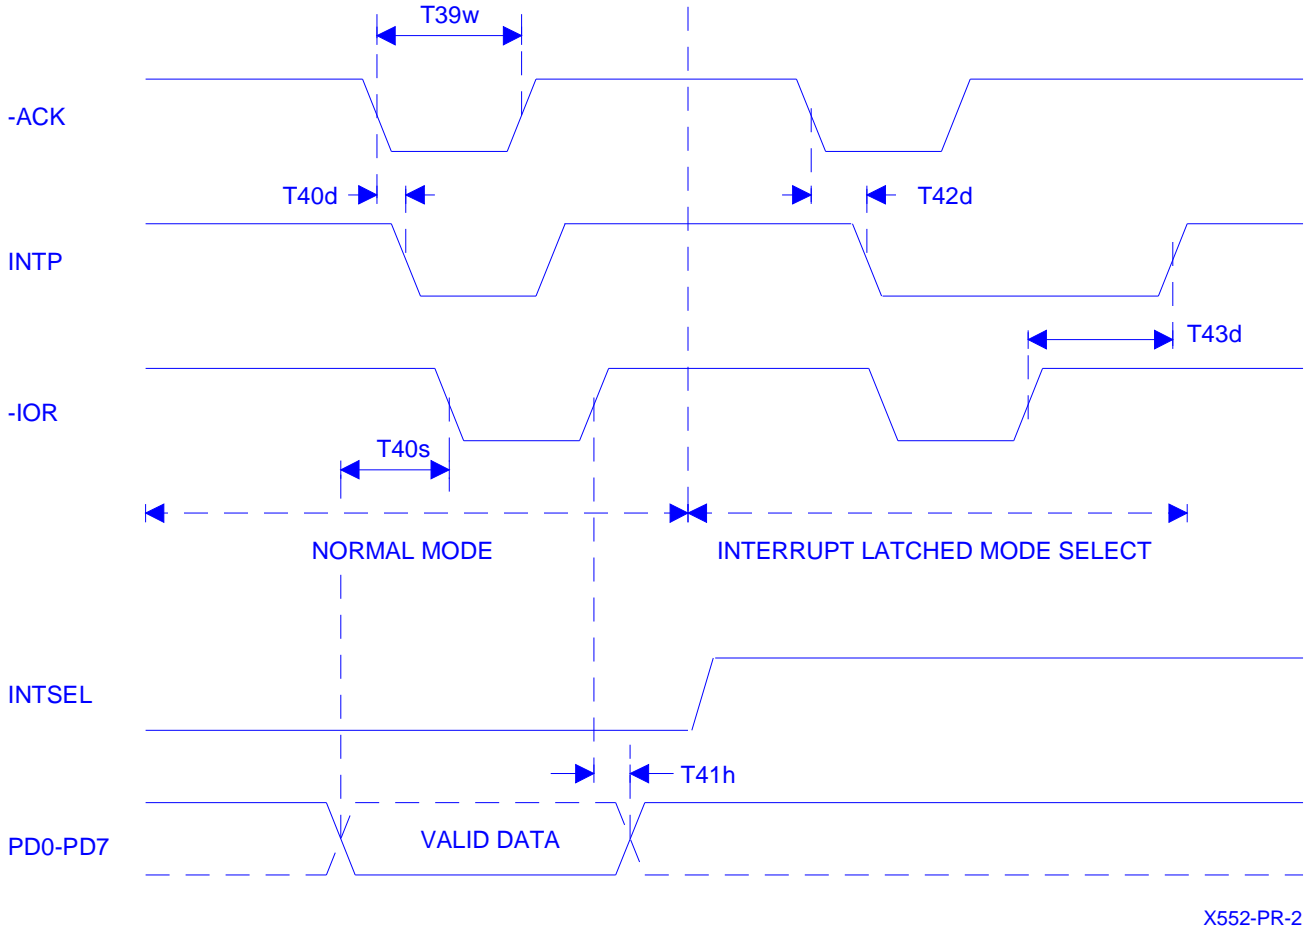 T39w
-ACK
T40d
T42d
INTP
T43d
-IOR
T40s
NORMAL MODE
INTERRUPT LATCHED MODE SELECT
INTSEL
T41h
PD0-PD7
VALID DATA
X552-PR-2